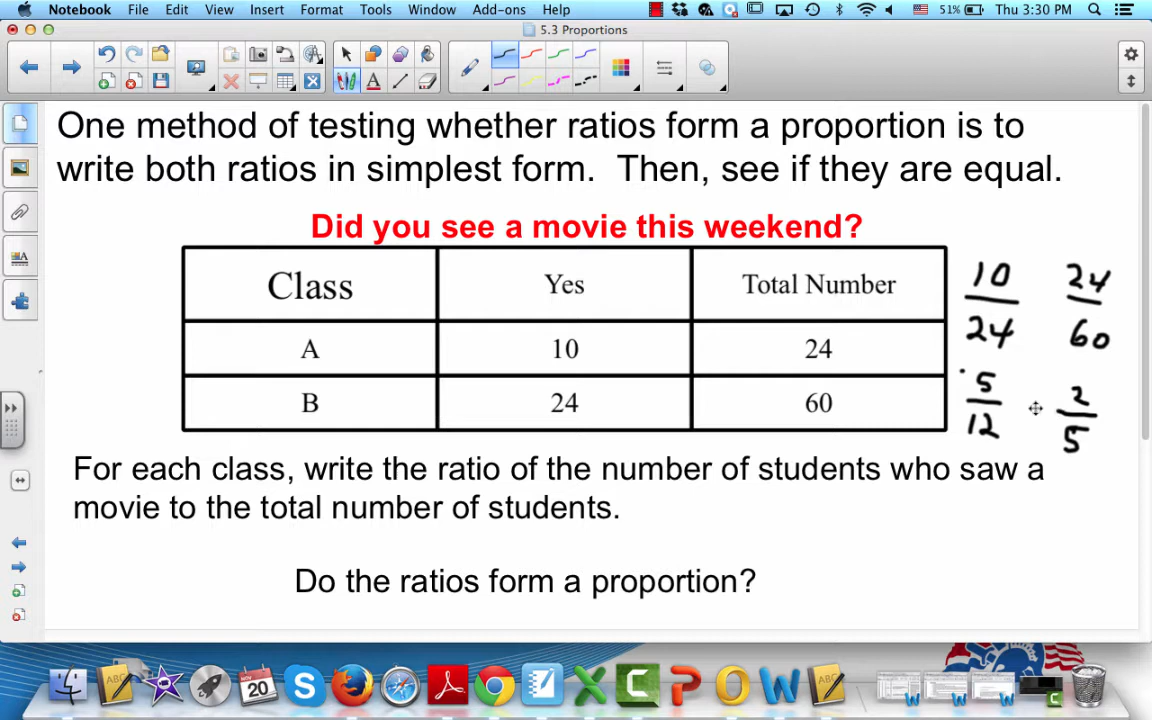 Notebook File Edit View Insert Format Tools Window Add-ons Help 51% Thu 3:30 PM
5.3 Proportions
One method of testing whether ratios form a proportion is to
write both ratios in simplest form. Then, see if they are equal.
Did you see a movie this weekend?
Class Yes Total Number
A 10 24
B 24 60
10 24
24 60
5 2
12 5
For each class, write the ratio of the number of students who saw a
movie to the total number of students.
Do the ratios form a proportion?
NOV
20